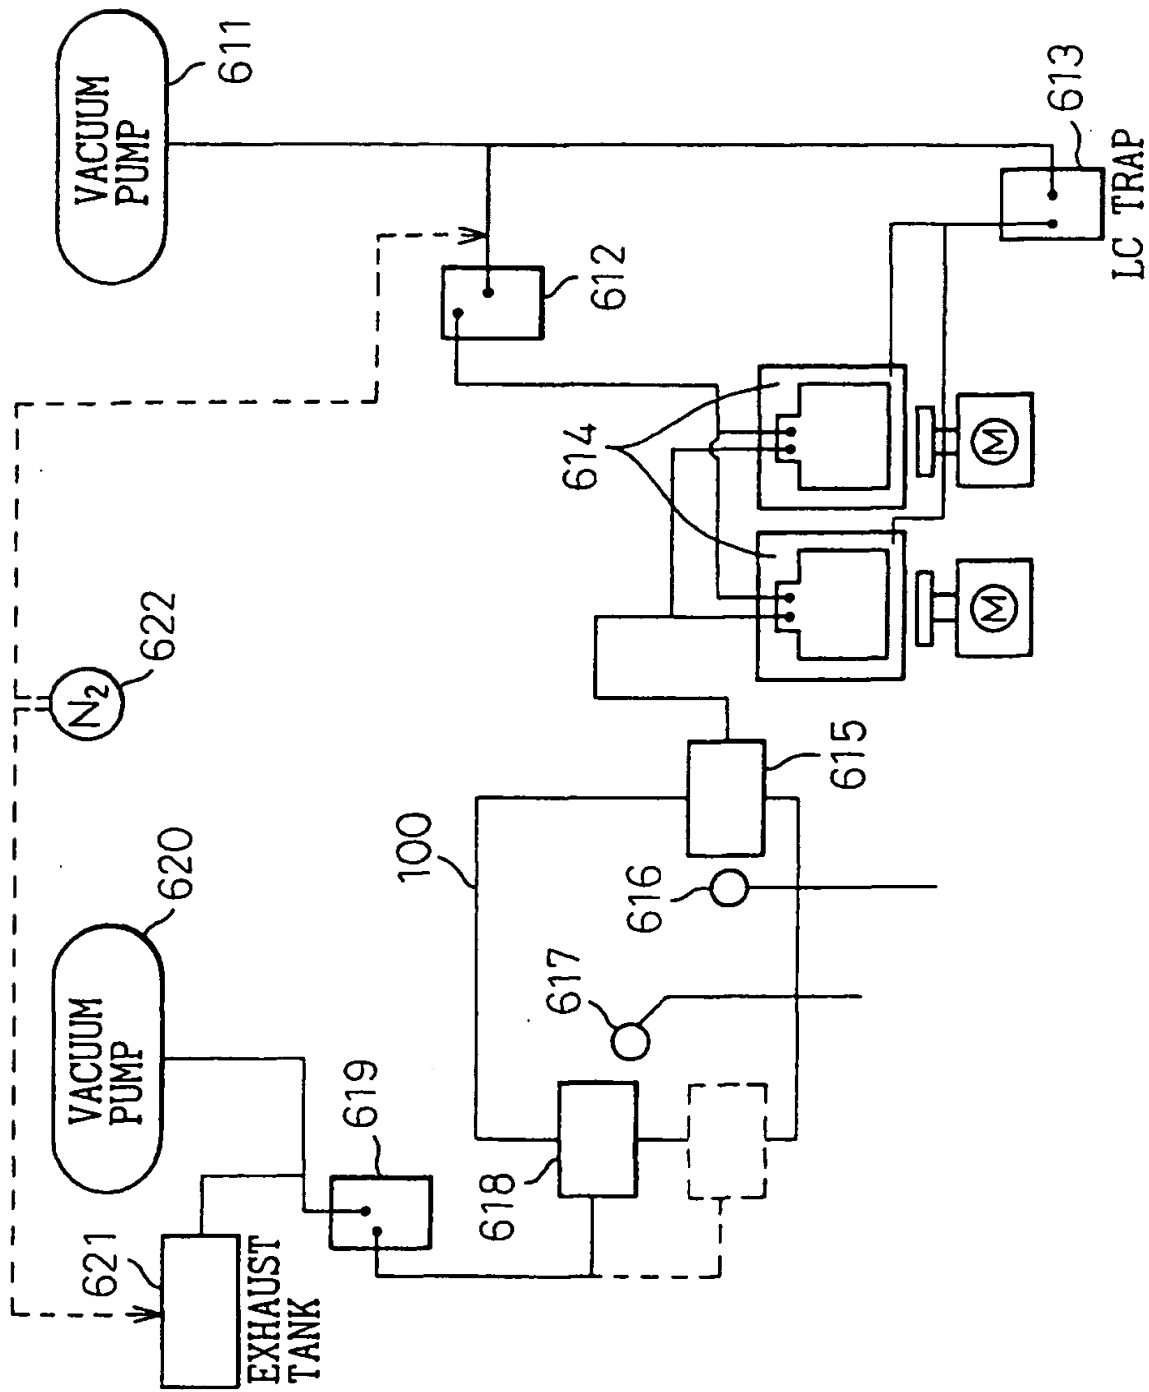 VACUUM
PUMP
611
613
LC TRAP
612
614
M
M
N2
622
615
100
616
617
VACUUM
PUMP
620
619
618
621
EXHAUST
TANK